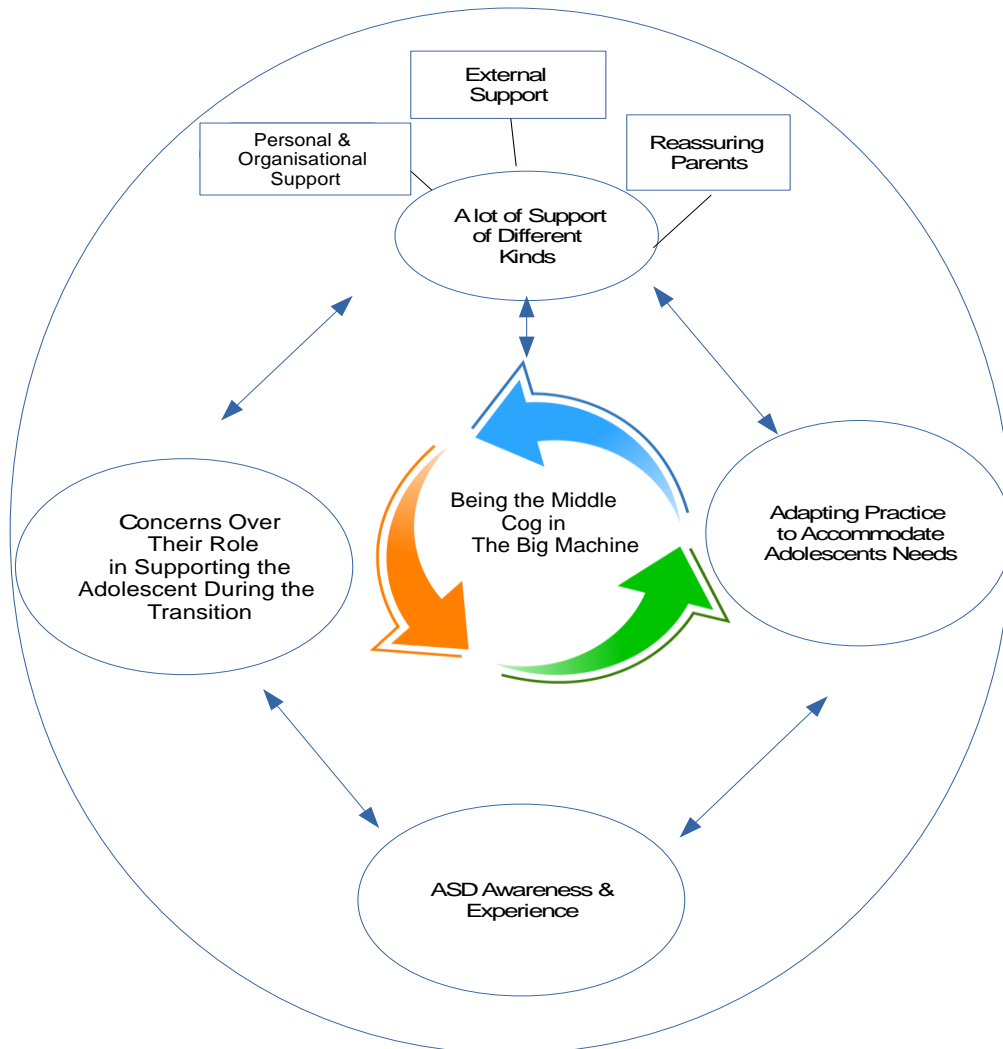 External
Support
Personal &
Organisational
Support
Reassuring
Parents
A lot of Support
of Different
Kinds
Being the Middle
Cog in
The Big Machine
Concerns Over
Their Role
in Supporting the
Adolescent During the
Transition
Adapting Practice
to Accommodate
Adolescents Needs
ASD Awareness &
Experience